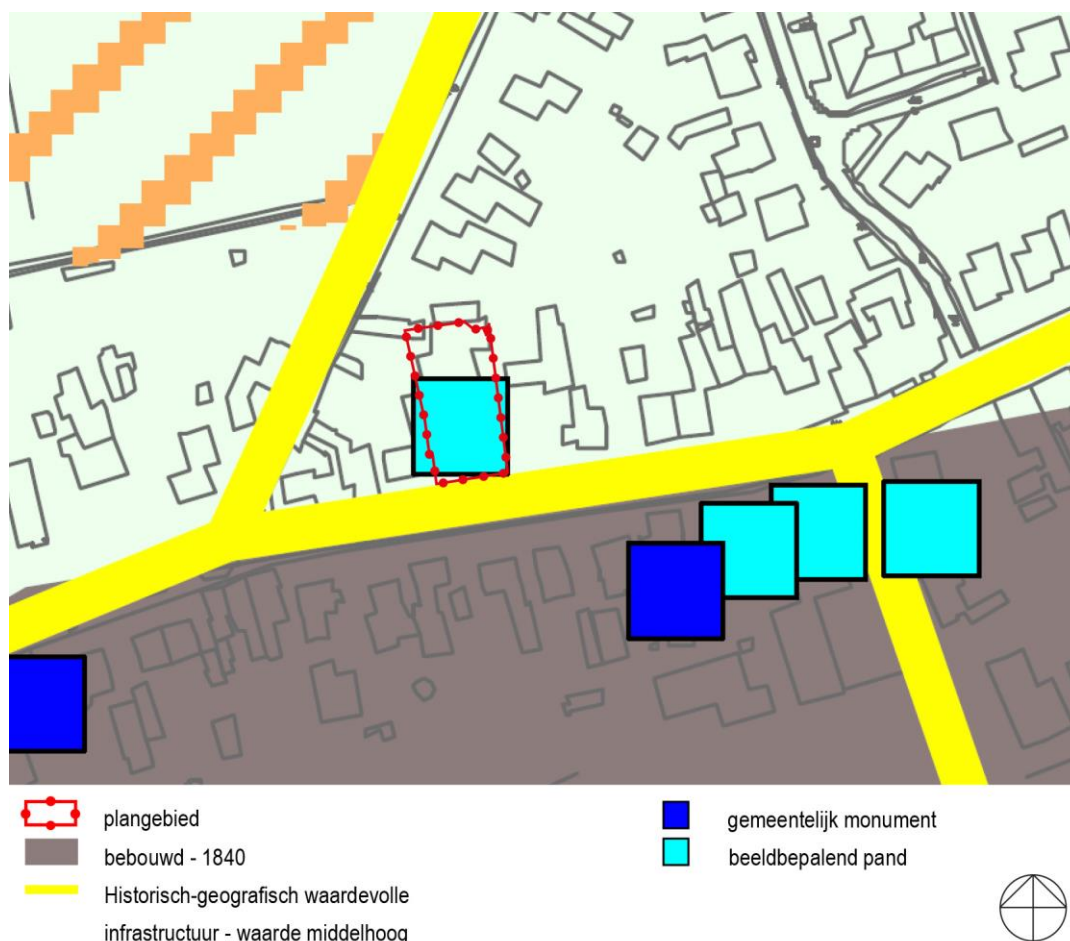 plangebied
bebouwd - 1840
Historisch-geografisch waardevolle
infrastructuur - waarde middelhoog
gemeentelijk monument
beeldbepalend pand